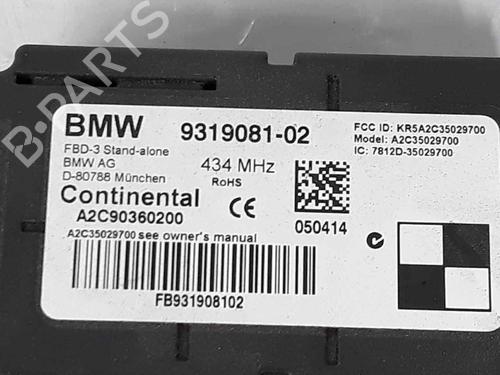 B-PARTS
BMW 9319081-02
FBD-3 Stand-alone
BMW AG
D-80788 München
434 MHz
RoHS
FCC ID: KR5A2C35029700
Model: A2C35029700
IC: 7812D-35029700
Continental
A2C90360200
CE
050414
A2C35029700 see owner's manual
FB931908102